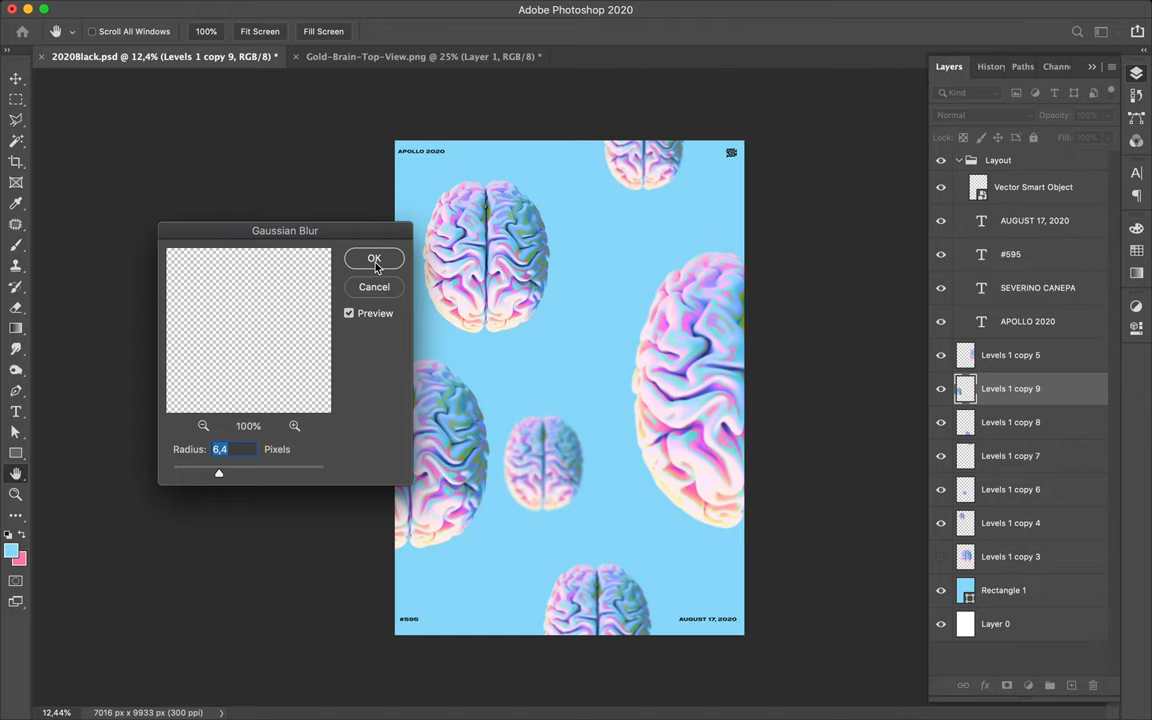 Adobe Photoshop 2020
Scroll All Windows 100% Fit Screen Fill Screen
2020Black.psd @ 12,4% (Levels 1 copy 9, RGB/8) *
Gold-Brain-Top-View.png @ 25% (Layer 1, RGB/8) *
Layers Histor Paths Chann
Kind
Normal Opacity: 100%
Lock: Fill: 100%
Layout
Vector Smart Object
AUGUST 17, 2020
#595
SEVERINO CANEPA
APOLLO 2020
Levels 1 copy 5
Levels 1 copy 9
Levels 1 copy 8
Levels 1 copy 7
Levels 1 copy 6
Levels 1 copy 4
Levels 1 copy 3
Rectangle 1
Layer 0
Gaussian Blur
OK
Cancel
Preview
100%
Radius: 6,4 Pixels
APOLLO 2020
#595
AUGUST 17, 2020
12,44% 7016 px x 9933 px (300 ppi)